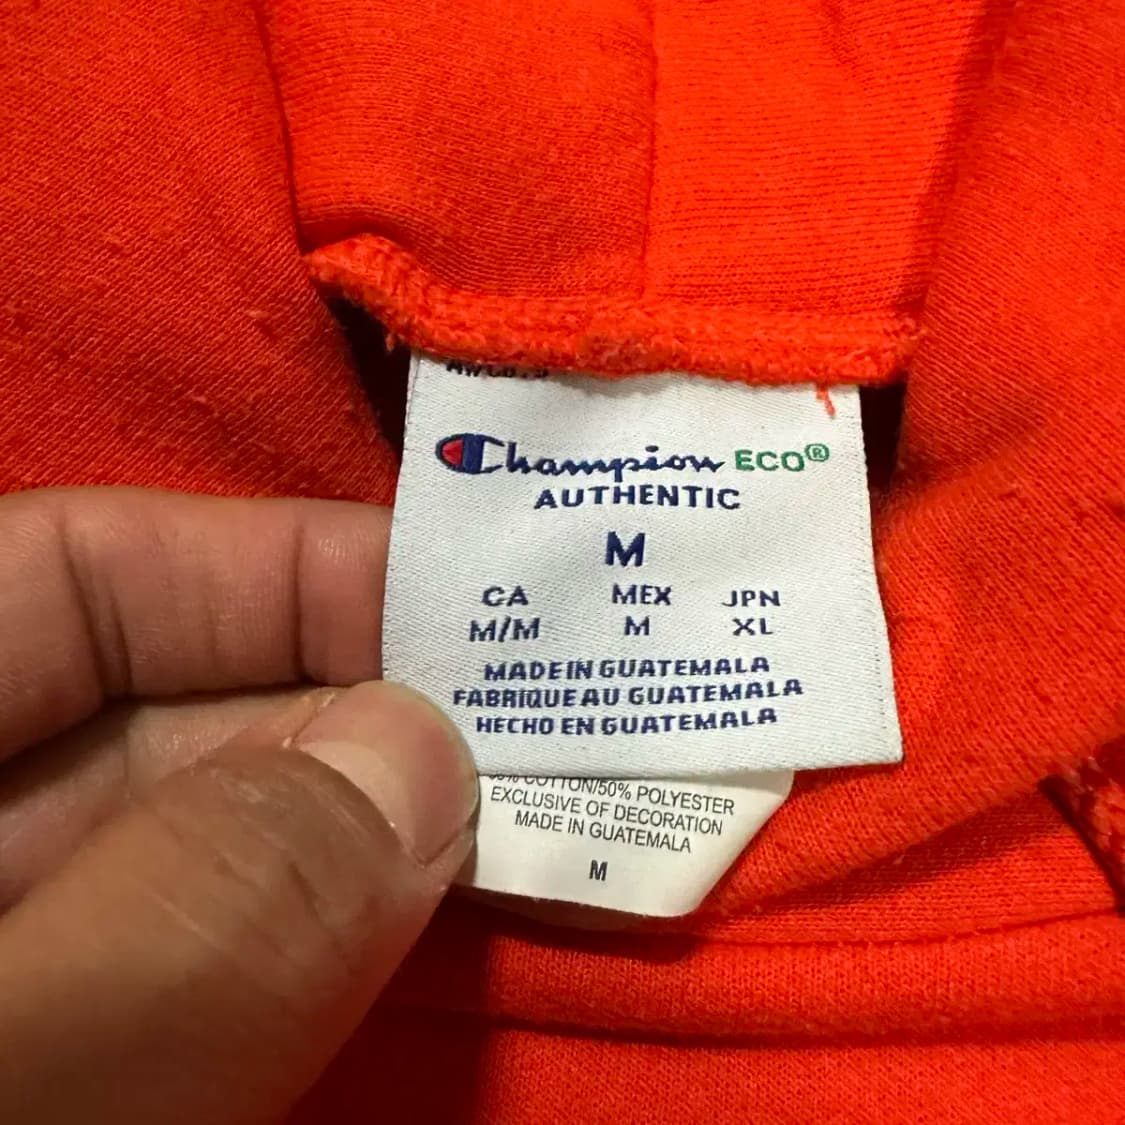 Champion ECO®
AUTHENTIC
M
CA MEX JPN
M/M M XL
MADE IN GUATEMALA
FABRIQUE AU GUATEMALA
HECHO EN GUATEMALA
COTTON/50% POLYESTER
EXCLUSIVE OF DECORATION
MADE IN GUATEMALA
M